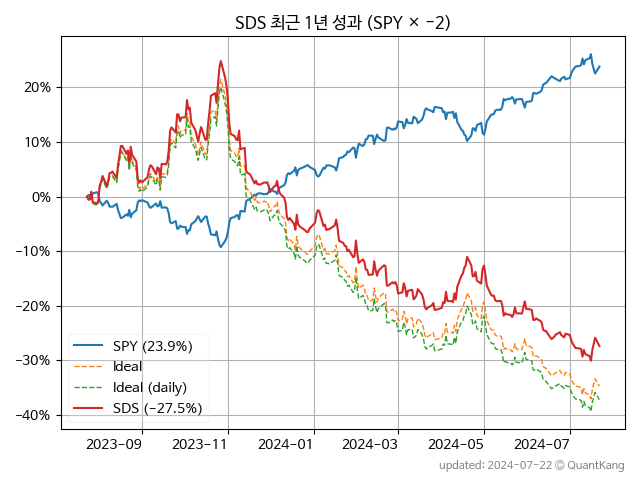 SDS 최근 1년 성과 (SPY × −2)
20%
10%
0%
−10%
−20%
−30%
−40%
SPY (23.9%)
Ideal
Ideal (daily)
SDS (−27.5%)
2023-09
2023-11
2024-01
2024-03
2024-05
2024-07
updated: 2024-07-22 © QuantKang